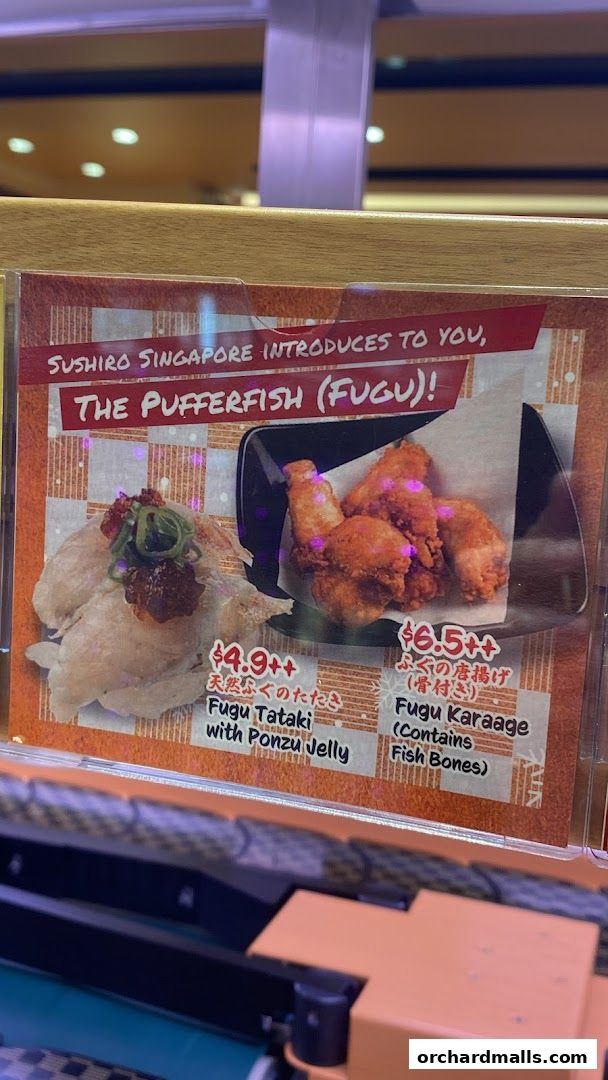 Sushiro Singapore introduces to you,
The Pufferfish (Fugu)!
$4.9++
天然ふぐのたたき
Fugu Tataki
with Ponzu Jelly
$6.5++
ふぐの唐揚げ
(骨付き)
Fugu Karaage
(Contains
Fish Bones)
orchardmalls.com